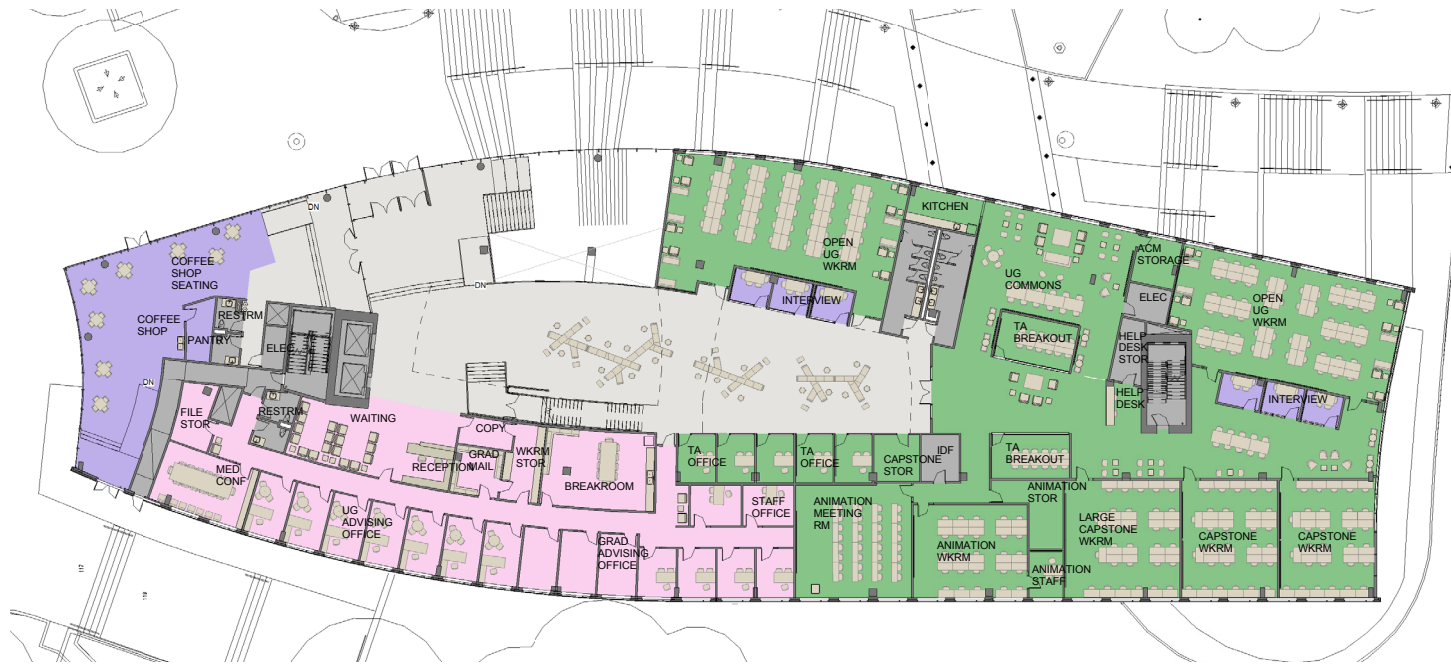 DN
COFFEE
SHOP
SEATING
COFFEE
SHOP
RESTRM
PANTRY
ELEC
DN
DN
KITCHEN
OPEN
UG
WKRM
INTERVIEW
UG
COMMONS
ACM
STORAGE
ELEC
TA
BREAKOUT
HELP
DESK
STOR
HELP
DESK
OPEN
UG
WKRM
INTERVIEW
FILE
STOR
RESTRM
WAITING
COPY
GRAD
MAIL
RECEPTION
WKRM
STOR
BREAKROOM
MED
CONF
UG
ADVISING
OFFICE
GRAD
ADVISING
OFFICE
STAFF
OFFICE
TA
OFFICE
TA
OFFICE
CAPSTONE
STOR
IDF
TA
BREAKOUT
ANIMATION
STOR
ANIMATION
MEETING
RM
ANIMATION
WKRM
ANIMATION
STAFF
LARGE
CAPSTONE
WKRM
CAPSTONE
WKRM
CAPSTONE
WKRM
117